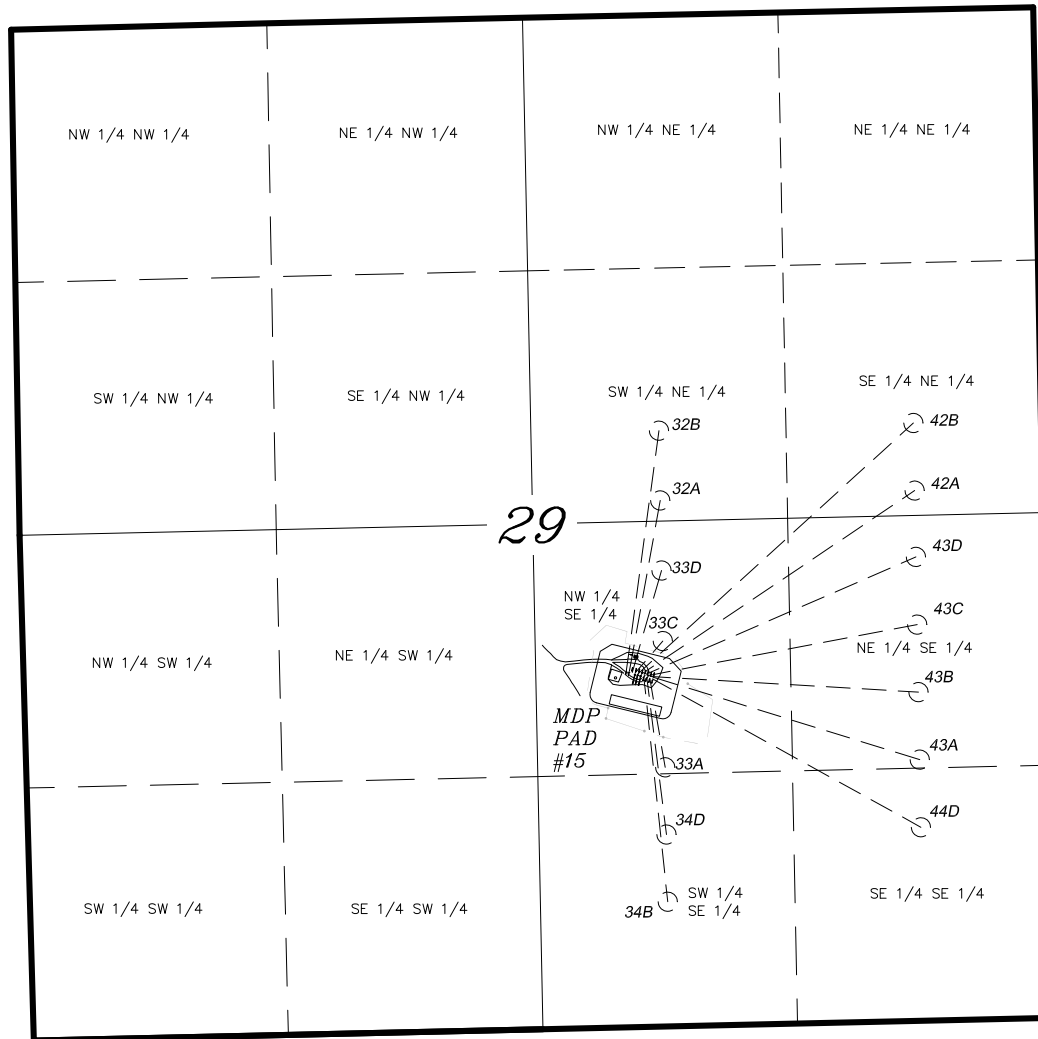 NW 1/4 NW 1/4
NE 1/4 NW 1/4
NW 1/4 NE 1/4
NE 1/4 NE 1/4
SW 1/4 NW 1/4
SE 1/4 NW 1/4
SW 1/4 NE 1/4
SE 1/4 NE 1/4
32B
42B
32A
42A
29
43D
33D
NW 1/4
SE 1/4
33C
43C
NW 1/4 SW 1/4
NE 1/4 SW 1/4
NE 1/4 SE 1/4
43B
MDP
PAD
#15
43A
33A
44D
34D
SW 1/4 SW 1/4
SE 1/4 SW 1/4
34B
SW 1/4
SE 1/4
SE 1/4 SE 1/4